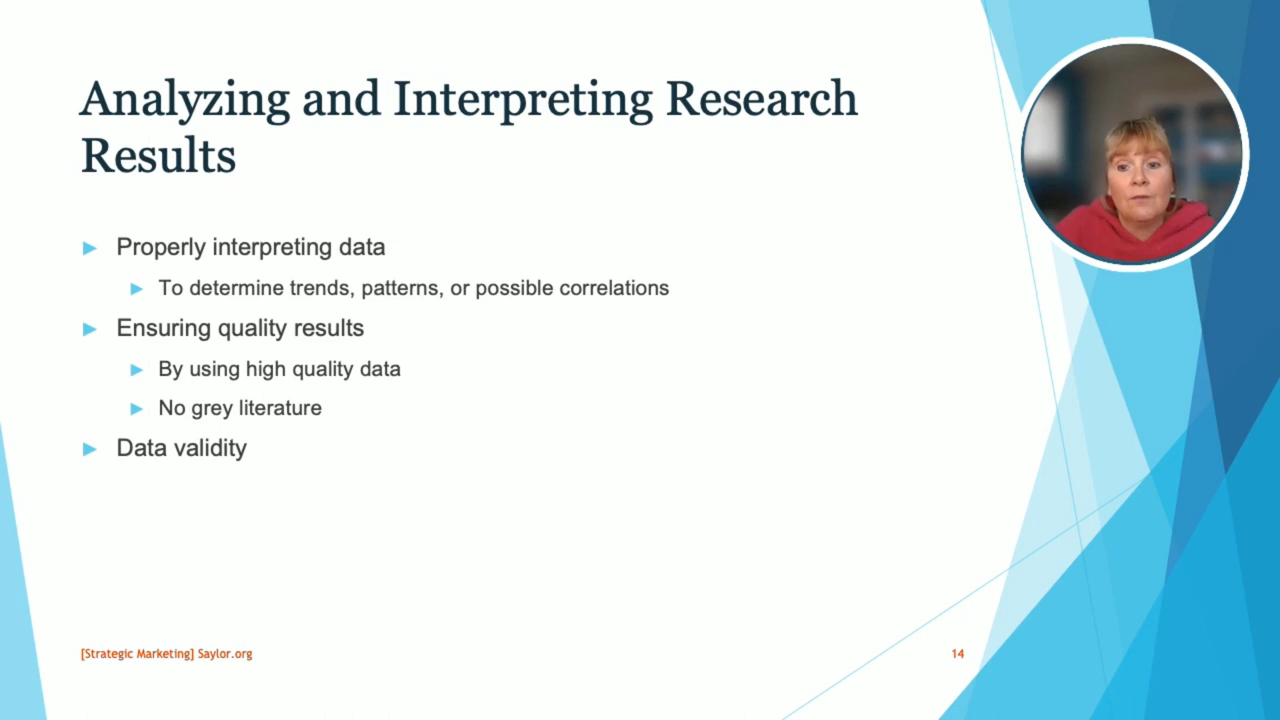 Analyzing and Interpreting Research
Results
Properly interpreting data
To determine trends, patterns, or possible correlations
Ensuring quality results
By using high quality data
No grey literature
Data validity
[Strategic Marketing] Saylor.org
14